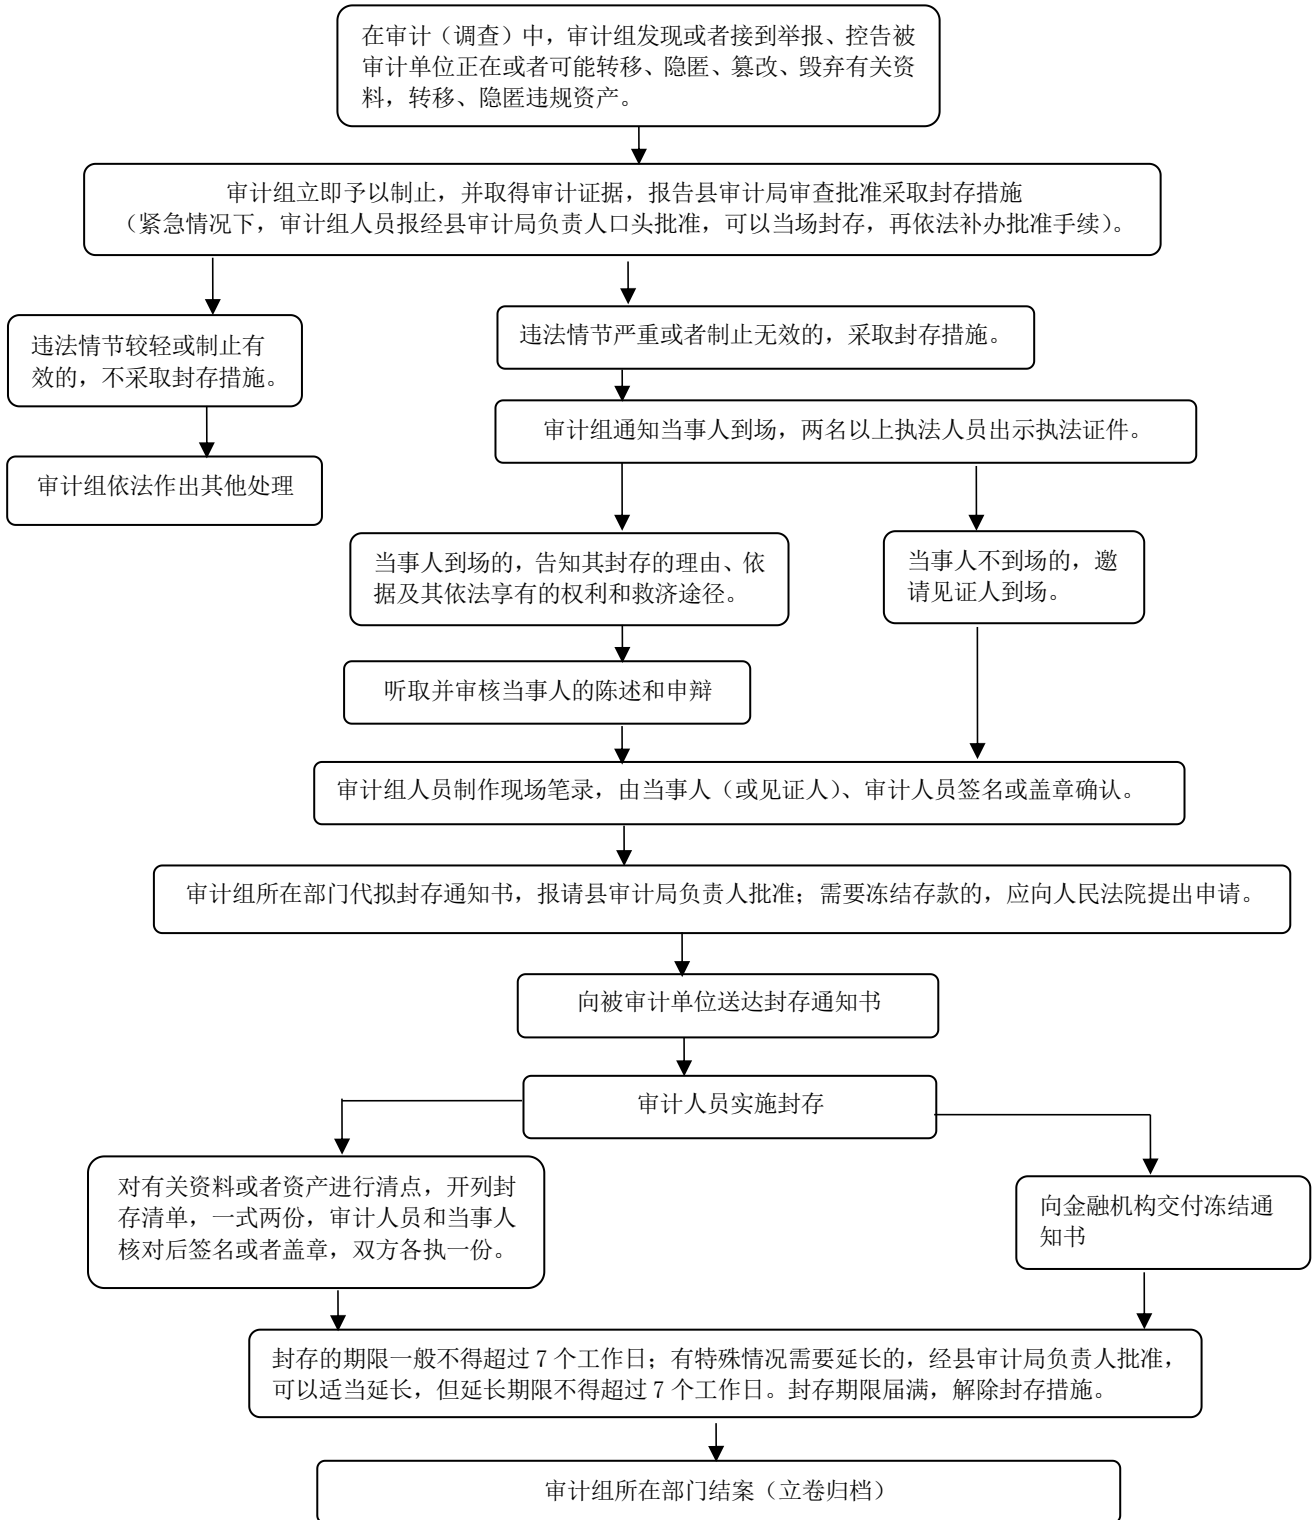 在审计（调查）中，审计组发现或者接到举报、控告被
审计单位正在或者可能转移、隐匿、篡改、毁弃有关资
料，转移、隐匿违规资产。
审计组立即予以制止，并取得审计证据，报告县审计局审查批准采取封存措施
（紧急情况下，审计组人员报经县审计局负责人口头批准，可以当场封存，再依法补办批准手续）。
违法情节较轻或制止有
效的，不采取封存措施。
审计组依法作出其他处理
违法情节严重或者制止无效的，采取封存措施。
审计组通知当事人到场，两名以上执法人员出示执法证件。
当事人到场的，告知其封存的理由、依
据及其依法享有的权利和救济途径。
当事人不到场的，邀
请见证人到场。
听取并审核当事人的陈述和申辩
审计组人员制作现场笔录，由当事人（或见证人）、审计人员签名或盖章确认。
审计组所在部门代拟封存通知书，报请县审计局负责人批准；需要冻结存款的，应向人民法院提出申请。
向被审计单位送达封存通知书
审计人员实施封存
对有关资料或者资产进行清点，开列封
存清单，一式两份，审计人员和当事人
核对后签名或者盖章，双方各执一份。
向金融机构交付冻结通
知书
封存的期限一般不得超过 7 个工作日；有特殊情况需要延长的，经县审计局负责人批准，
可以适当延长，但延长期限不得超过 7 个工作日。封存期限届满，解除封存措施。
审计组所在部门结案（立卷归档）